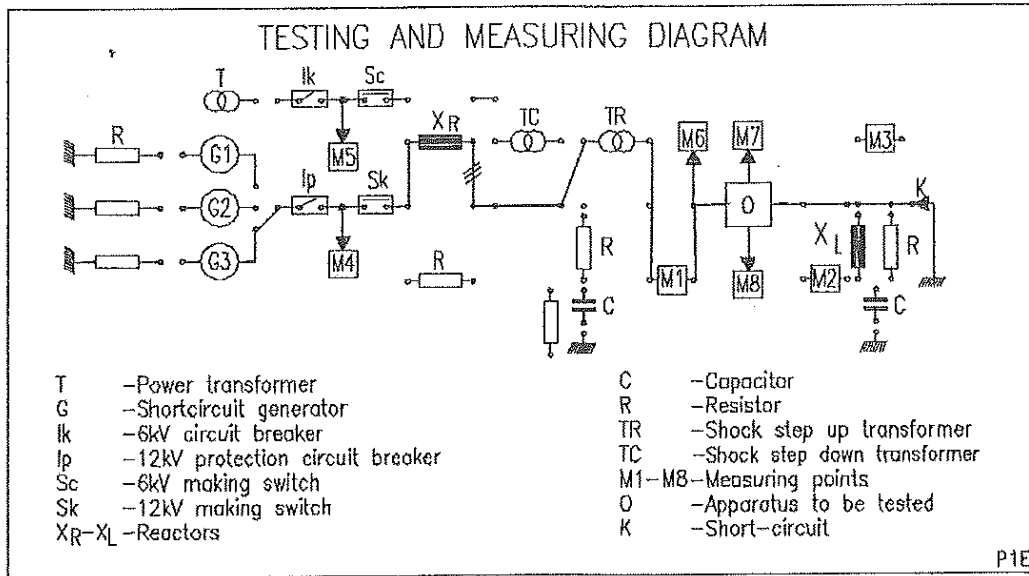 TESTING AND MEASURING DIAGRAM
T Ik Sc
XR TC TR M6 M7 M3
R G1 M5
Ip Sk K
G2 O
XL R
G3 M4 R R M1 M8 M2
C C
T -Power transformer
G -Shortcircuit generator
Ik -6kV circuit breaker
Ip -12kV protection circuit breaker
Sc -6kV making switch
Sk -12kV making switch
XR-XL -Reactors
C -Capacitor
R -Resistor
TR -Shock step up transformer
TC -Shock step down transformer
M1-M8 -Measuring points
O -Apparatus to be tested
K -Short-circuit
P1E